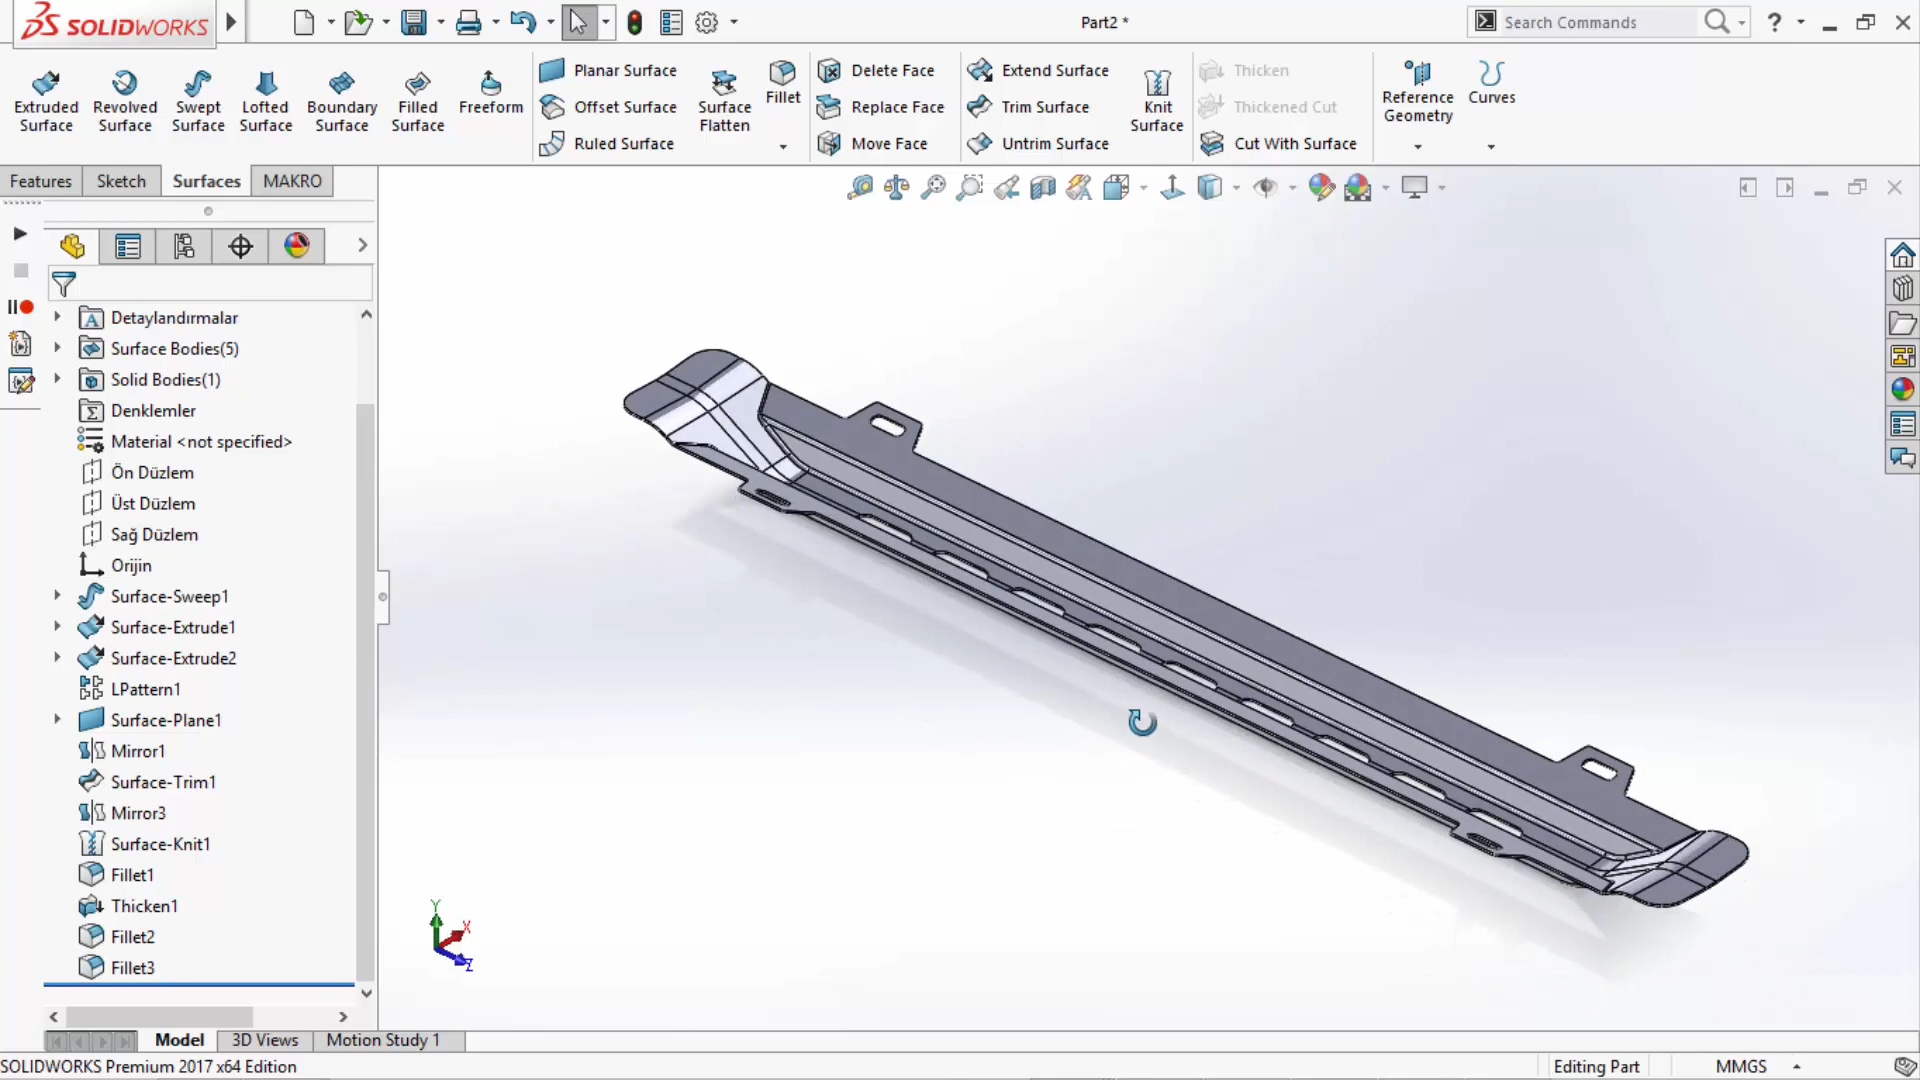 SOLIDWORKS
Part2 *
Search Commands
?
Extruded Surface
Revolved Surface
Swept Surface
Lofted Surface
Boundary Surface
Filled Surface
Freeform
Planar Surface
Offset Surface
Ruled Surface
Surface Flatten
Fillet
Delete Face
Replace Face
Move Face
Extend Surface
Trim Surface
Untrim Surface
Knit Surface
Thicken
Thickened Cut
Cut With Surface
Reference Geometry
Curves
Features
Sketch
Surfaces
MAKRO
Detaylandırmalar
Surface Bodies(5)
Solid Bodies(1)
Denklemler
Material <not specified>
Ön Düzlem
Üst Düzlem
Sağ Düzlem
Orijin
Surface-Sweep1
Surface-Extrude1
Surface-Extrude2
LPattern1
Surface-Plane1
Mirror1
Surface-Trim1
Mirror3
Surface-Knit1
Fillet1
Thicken1
Fillet2
Fillet3
Y
X
Z
Model
3D Views
Motion Study 1
SOLIDWORKS Premium 2017 x64 Edition
Editing Part
MMGS